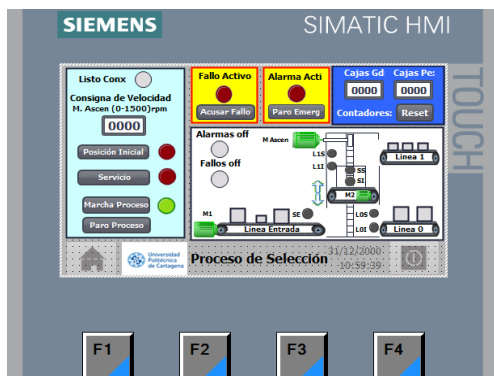 SIEMENS
SIMATIC HMI
TOUCH
Listo Conx
Consigna de Velocidad
M. Ascen (0-1500)rpm
0000
Posición Inicial
Servicio
Marcha Proceso
Paro Proceso
Fallo Activo
Acusar Fallo
Alarma Acti
Paro Emerg
Cajas Gd
Cajas Pe:
0000
0000
Contadores:
Reset
Alarmas off
Fallos off
M Ascen
L1S
L1I
SS
SI
Linea 1
M2
M1
SE
Linea Entrada
L0S
L0I
Linea 0
Universidad
Politécnica
de Cartagena
Proceso de Selección
31/12/2000
10:59:39
F1
F2
F3
F4